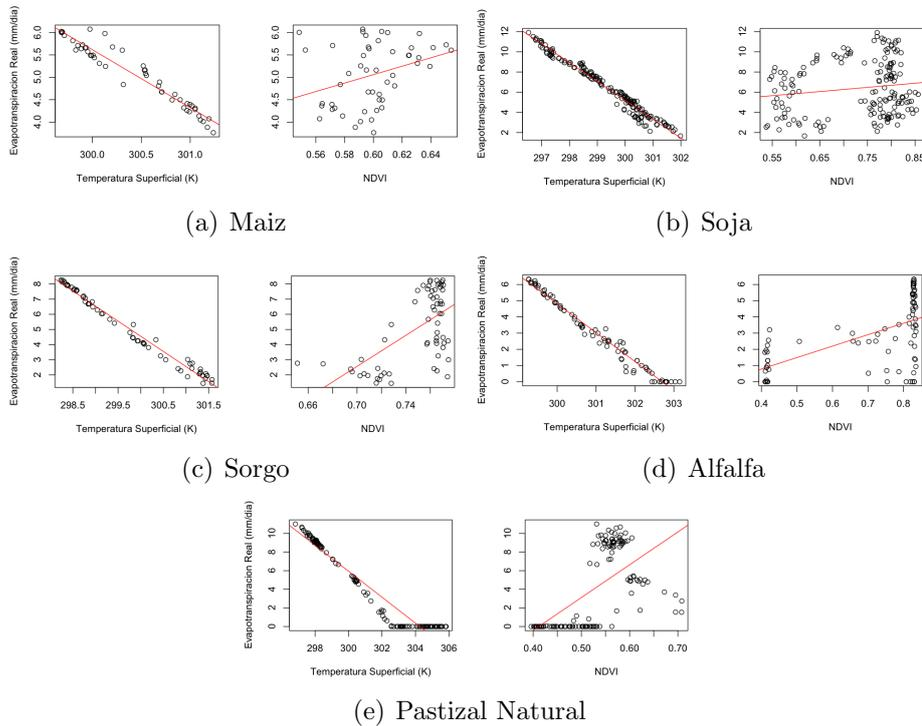 Evapotranspiracion Real (mm/dia)
4.0 4.5 5.0 5.5 6.0
300.0 300.5 301.0
Temperatura Superficial (K)
4.0 4.5 5.0 5.5 6.0
0.56 0.58 0.60 0.62 0.64
NDVI
(a) Maiz
Evapotranspiracion Real (mm/dia)
2 4 6 8 10 12
297 298 299 300 301 302
Temperatura Superficial (K)
2 4 6 8 10 12
0.55 0.65 0.75 0.85
NDVI
(b) Soja
Evapotranspiracion Real (mm/dia)
2 3 4 5 6 7 8
298.5 299.5 300.5 301.5
Temperatura Superficial (K)
2 3 4 5 6 7 8
0.66 0.70 0.74
NDVI
(c) Sorgo
Evapotranspiracion Real (mm/dia)
0 1 2 3 4 5 6
300 301 302 303
Temperatura Superficial (K)
0 1 2 3 4 5 6
0.4 0.5 0.6 0.7 0.8
NDVI
(d) Alfalfa
Evapotranspiracion Real (mm/dia)
0 2 4 6 8 10
298 300 302 304 306
Temperatura Superficial (K)
0 2 4 6 8 10
0.40 0.50 0.60 0.70
NDVI
(e) Pastizal Natural